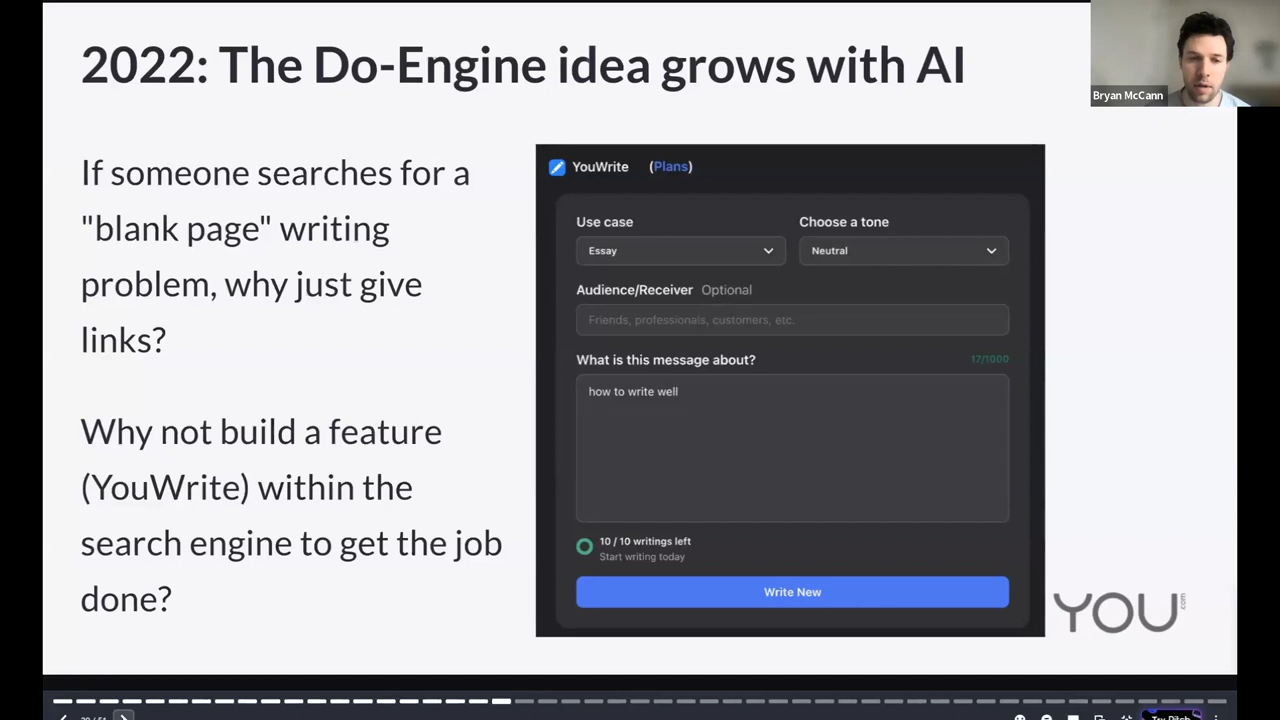 2022: The Do-Engine idea grows with AI
Bryan McCann
If someone searches for a
"blank page" writing
problem, why just give
links?
Why not build a feature
(YouWrite) within the
search engine to get the job
done?
YouWrite (Plans)
Use case
Choose a tone
Essay
Neutral
Audience/Receiver Optional
Friends, professionals, customers, etc.
What is this message about?
17/1000
how to write well
10 / 10 writings left
Start writing today
Write New
YOU.com
Try Pitch